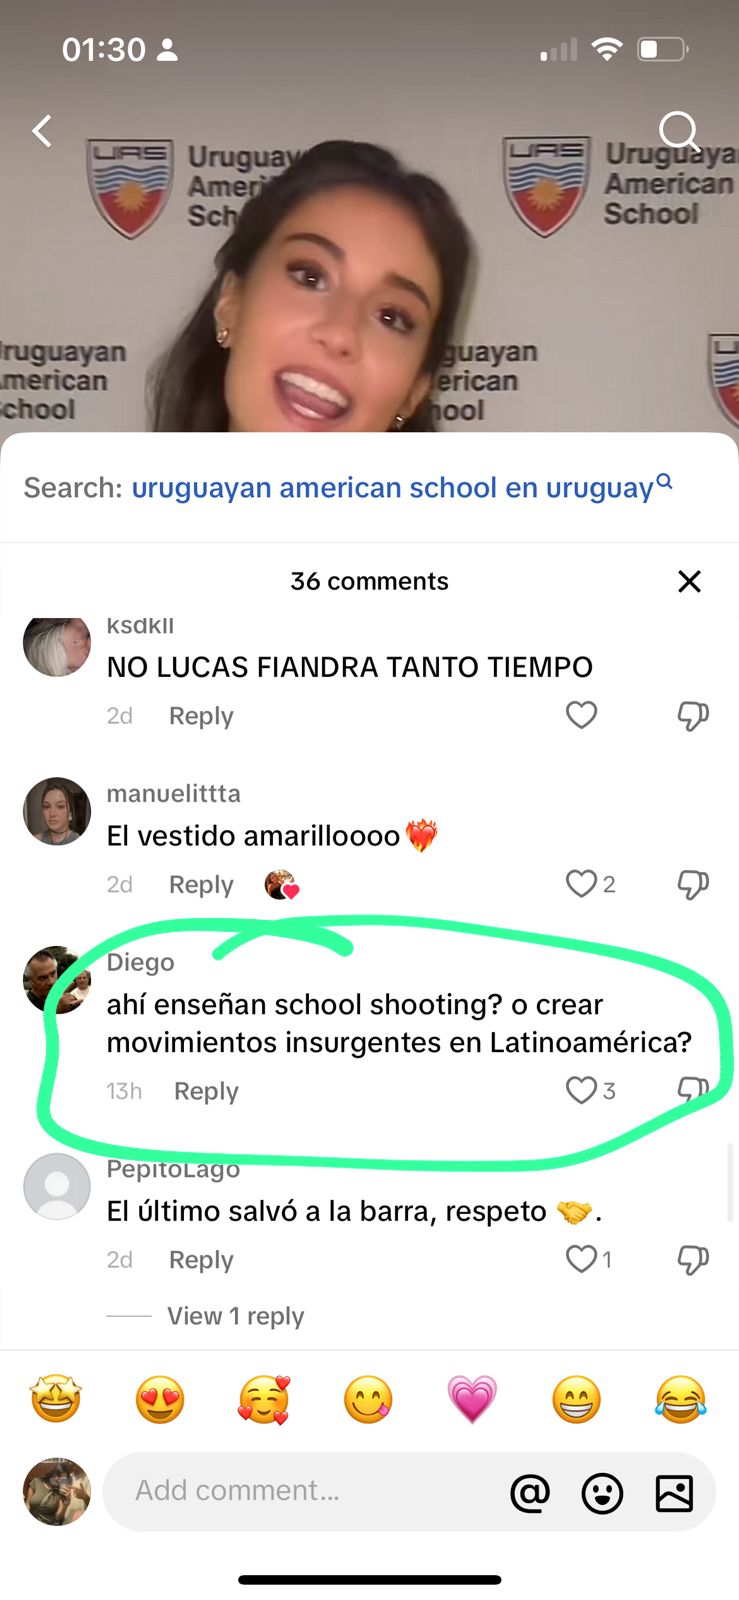 01:30
UAS
Uruguay
Ameri
Sch
UAS
Uruguaya
American
School
ruguayan
merican
chool
guayan
erican
hool
Search: uruguayan american school en uruguay
36 comments
ksdkll
NO LUCAS FIANDRA TANTO TIEMPO
2d Reply
manuelittta
El vestido amarilloooo❤️‍🔥
2d Reply 2
Diego
ahí enseñan school shooting? o crear
movimientos insurgentes en Latinoamérica?
13h Reply 3
PepitoLago
El último salvó a la barra, respeto 🤝.
2d Reply 1
View 1 reply
🤩 😍 🥰 😋 💗 😁 😂
Add comment... @